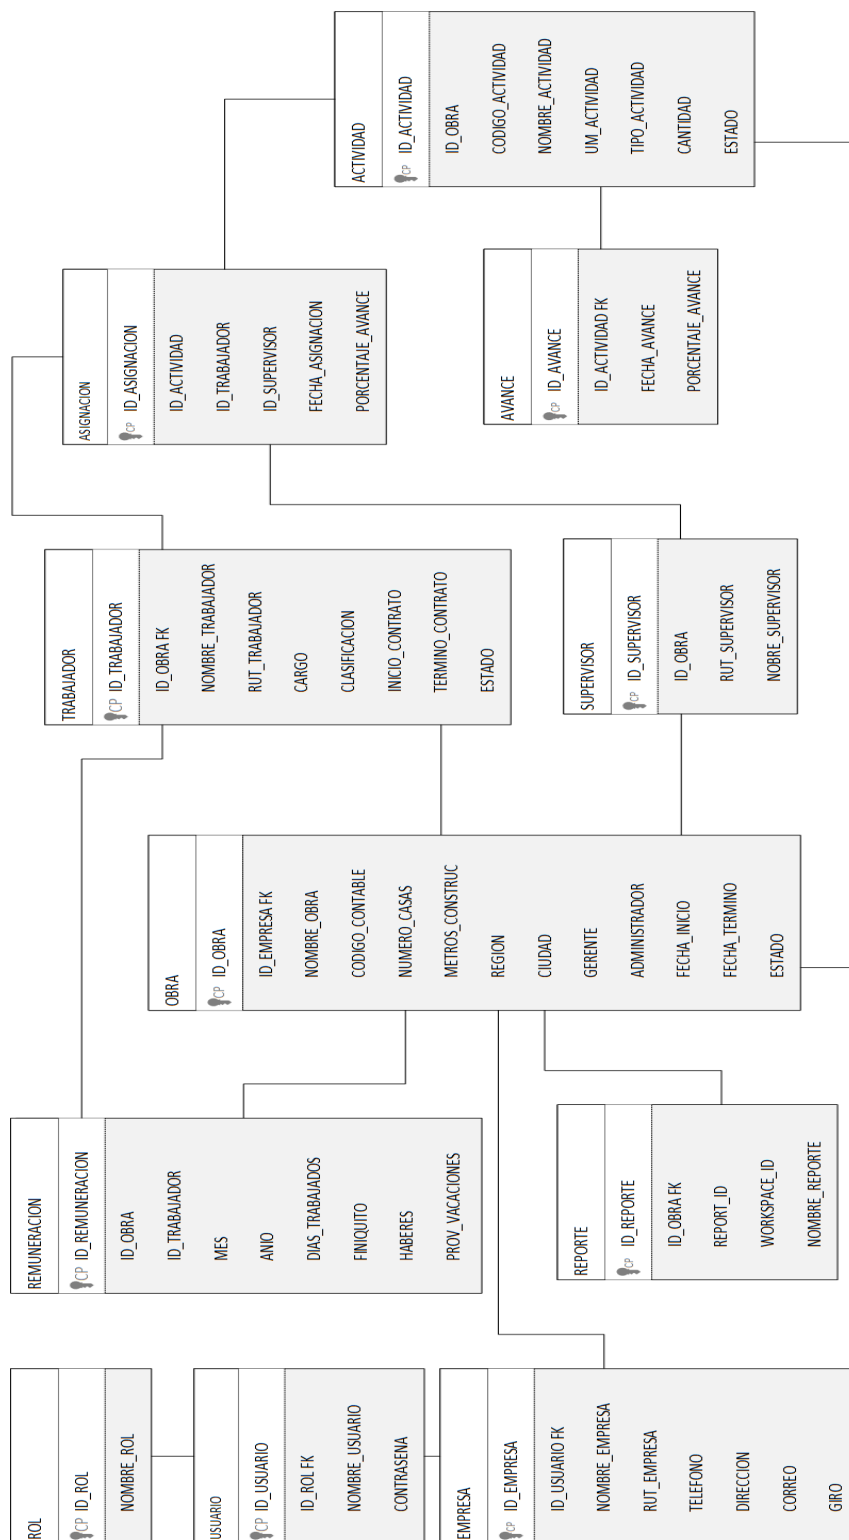 ROL
CP ID_ROL
NOMBRE_ROL
USUARIO
CP ID_USUARIO
ID_ROL FK
NOMBRE_USUARIO
CONTRASENA
EMPRESA
CP ID_EMPRESA
ID_USUARIO FK
NOMBRE_EMPRESA
RUT_EMPRESA
TELEFONO
DIRECCION
CORREO
GIRO
REMUNERACION
CP ID_REMUNERACION
ID_OBRA
ID_TRABAJADOR
MES
ANIO
DIAS_TRABAJADOS
FINIQUITO
HABERES
PROV_VACACIONES
REPORTE
CP ID_REPORTE
ID_OBRA FK
REPORT_ID
WORKSPACE_ID
NOMBRE_REPORTE
OBRA
CP ID_OBRA
ID_EMPRESA FK
NOMBRE_OBRA
CODIGO_CONTABLE
NUMERO_CASAS
METROS_CONSTRUC
REGION
CIUDAD
GERENTE
ADMINISTRADOR
FECHA_INICIO
FECHA_TERMINO
ESTADO
TRABAJADOR
CP ID_TRABAJADOR
ID_OBRA FK
NOMBRE_TRABAJADOR
RUT_TRABAJADOR
CARGO
CLASIFICACION
INICIO_CONTRATO
TERMINO_CONTRATO
ESTADO
SUPERVISOR
CP ID_SUPERVISOR
ID_OBRA
RUT_SUPERVISOR
NOBRE_SUPERVISOR
ASIGNACION
CP ID_ASIGNACION
ID_ACTIVIDAD
ID_TRABAJADOR
ID_SUPERVISOR
FECHA_ASIGNACION
PORCENTAJE_AVANCE
AVANCE
CP ID_AVANCE
ID_ACTIVIDAD FK
FECHA_AVANCE
PORCENTAJE_AVANCE
ACTIVIDAD
CP ID_ACTIVIDAD
ID_OBRA
CODIGO_ACTIVIDAD
NOMBRE_ACTIVIDAD
UM_ACTIVIDAD
TIPO_ACTIVIDAD
CANTIDAD
ESTADO